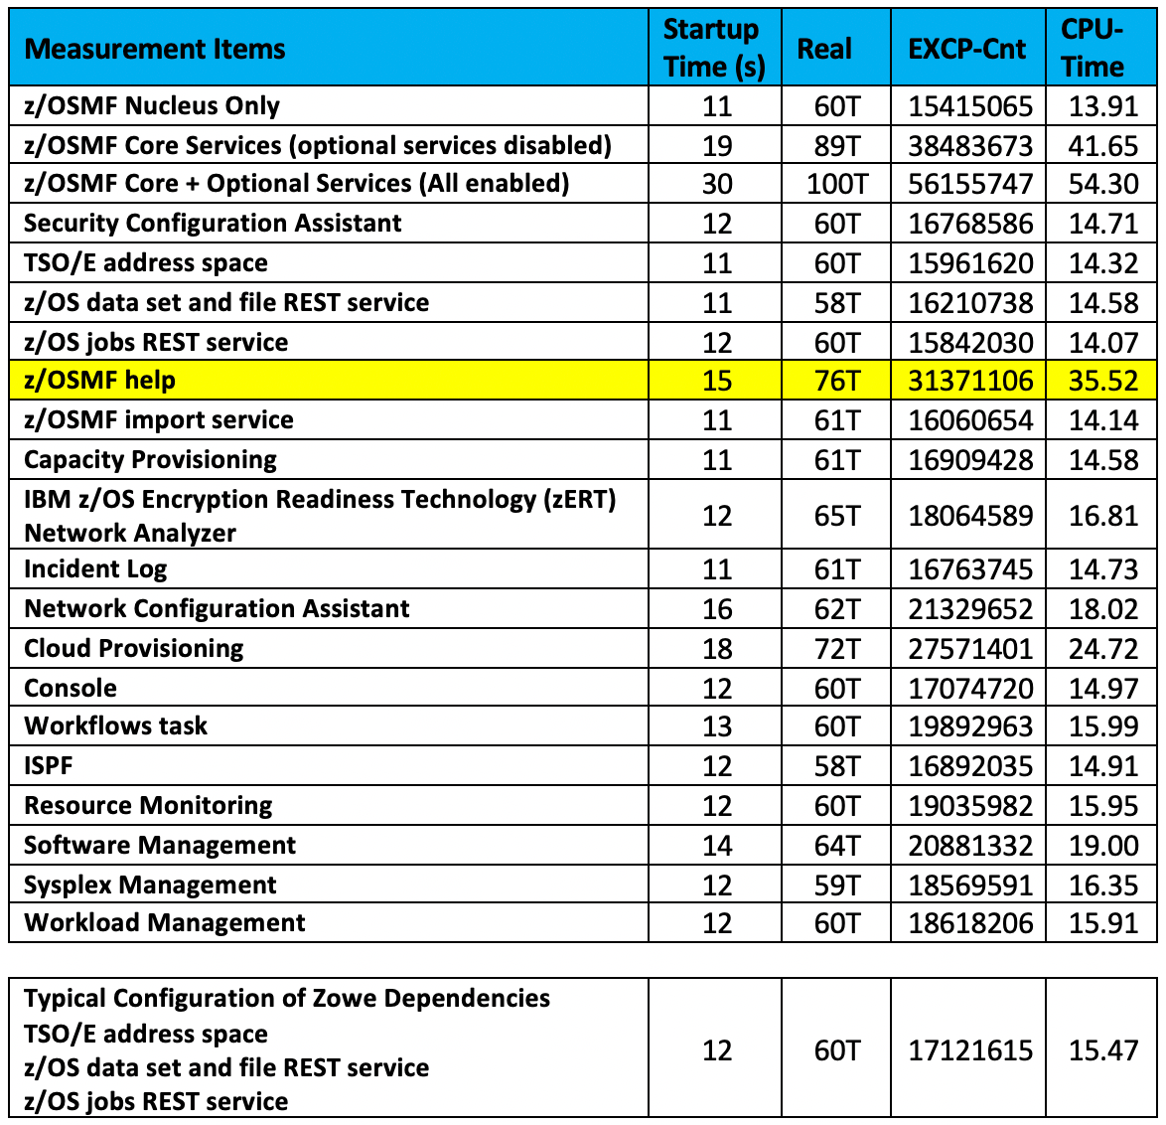 Measurement Items Startup Time (s) Real EXCP-Cnt CPU-Time
z/OSMF Nucleus Only 11 60T 15415065 13.91
z/OSMF Core Services (optional services disabled) 19 89T 38483673 41.65
z/OSMF Core + Optional Services (All enabled) 30 100T 56155747 54.30
Security Configuration Assistant 12 60T 16768586 14.71
TSO/E address space 11 60T 15961620 14.32
z/OS data set and file REST service 11 58T 16210738 14.58
z/OS jobs REST service 12 60T 15842030 14.07
z/OSMF help 15 76T 31371106 35.52
z/OSMF import service 11 61T 16060654 14.14
Capacity Provisioning 11 61T 16909428 14.58
IBM z/OS Encryption Readiness Technology (zERT)
Network Analyzer 12 65T 18064589 16.81
Incident Log 11 61T 16763745 14.73
Network Configuration Assistant 16 62T 21329652 18.02
Cloud Provisioning 18 72T 27571401 24.72
Console 12 60T 17074720 14.97
Workflows task 13 60T 19892963 15.99
ISPF 12 58T 16892035 14.91
Resource Monitoring 12 60T 19035982 15.95
Software Management 14 64T 20881332 19.00
Sysplex Management 12 59T 18569591 16.35
Workload Management 12 60T 18618206 15.91
Typical Configuration of Zowe Dependencies
TSO/E address space
z/OS data set and file REST service
z/OS jobs REST service
12 60T 17121615 15.47